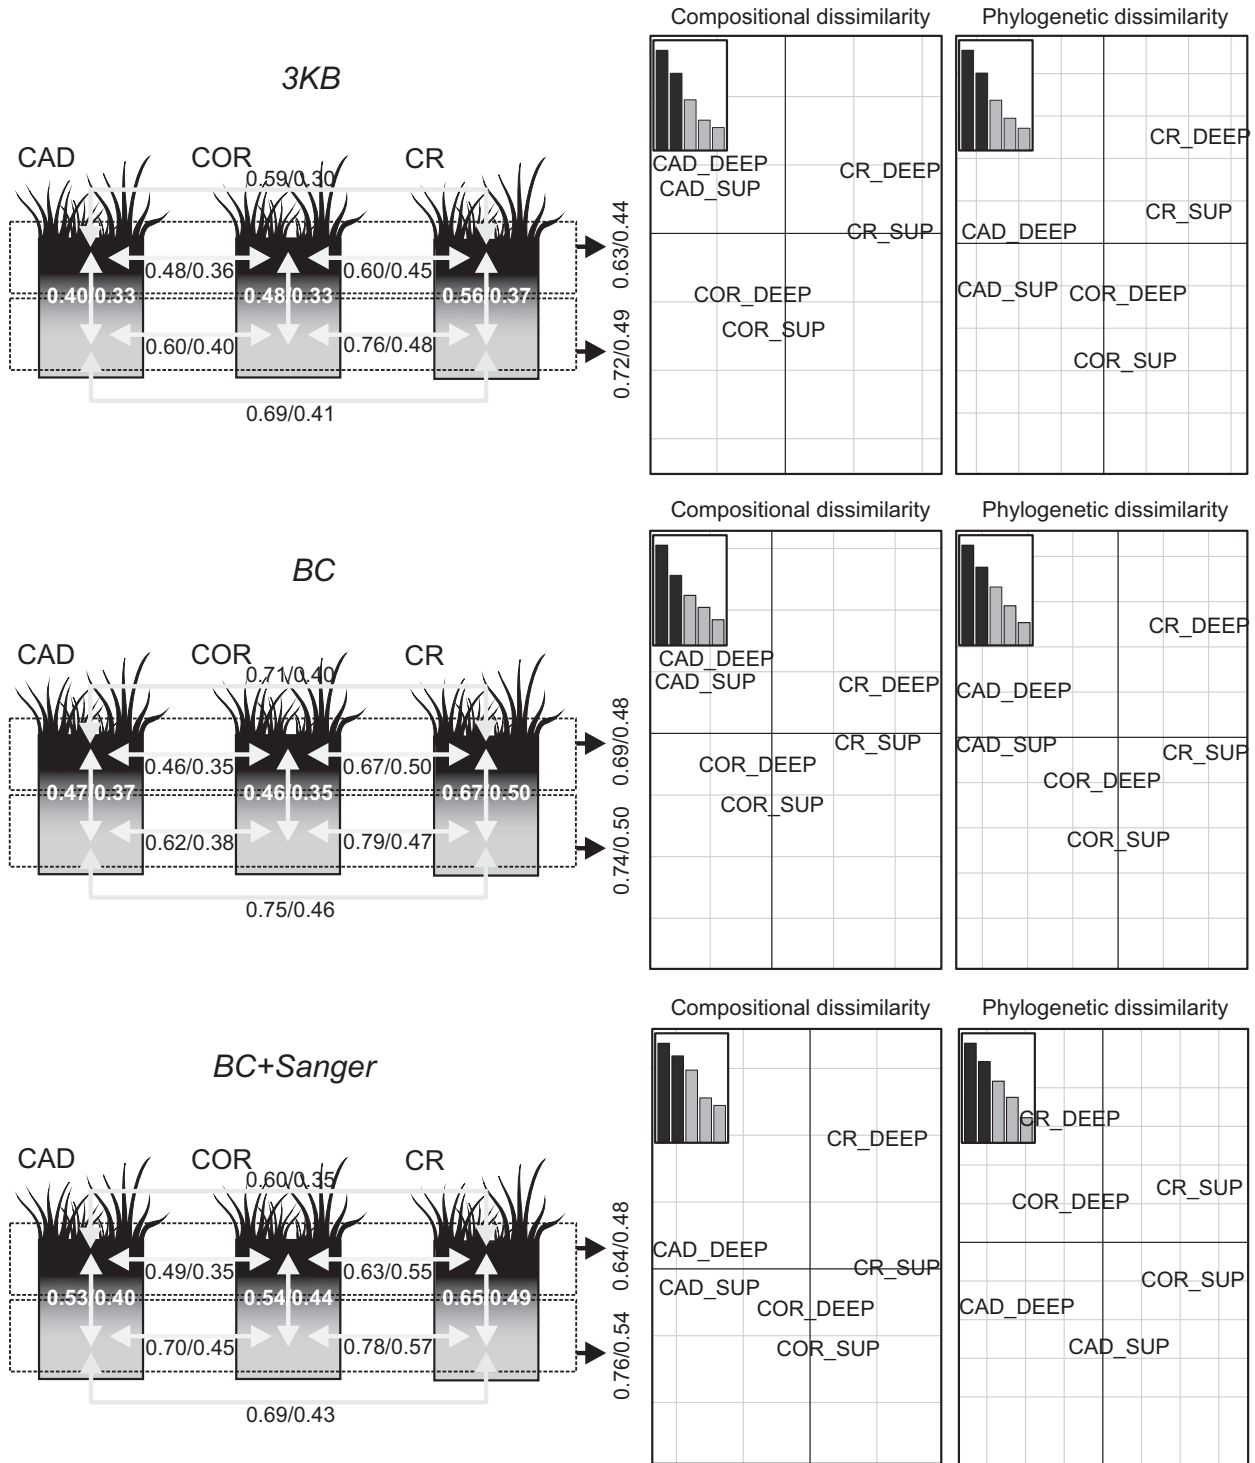 Compositional dissimilarity
Phylogenetic dissimilarity
3KB
CAD
COR
CR
0.59/0.30
0.48/0.36
0.60/0.45
0.40/0.33
0.48/0.33
0.56/0.37
0.60/0.40
0.76/0.48
0.69/0.41
0.63/0.44
0.72/0.49
CAD_DEEP
CAD_SUP
CR_DEEP
CR_SUP
COR_DEEP
COR_SUP
CR_DEEP
CR_SUP
CAD_DEEP
CAD_SUP
COR_DEEP
COR_SUP
Compositional dissimilarity
Phylogenetic dissimilarity
BC
CAD
COR
CR
0.71/0.40
0.46/0.35
0.67/0.50
0.47/0.37
0.46/0.35
0.67/0.50
0.62/0.38
0.79/0.47
0.75/0.46
0.69/0.48
0.74/0.50
CAD_DEEP
CAD_SUP
CR_DEEP
CR_SUP
COR_DEEP
COR_SUP
CR_DEEP
CAD_DEEP
CAD_SUP
CR_SUP
COR_DEEP
COR_SUP
Compositional dissimilarity
Phylogenetic dissimilarity
BC+Sanger
CAD
COR
CR
0.60/0.35
0.49/0.35
0.63/0.55
0.53/0.40
0.54/0.44
0.65/0.49
0.70/0.45
0.78/0.57
0.69/0.43
0.64/0.48
0.76/0.54
CR_DEEP
CAD_DEEP
CR_SUP
CAD_SUP
COR_DEEP
COR_SUP
CR_DEEP
CR_SUP
COR_DEEP
COR_SUP
CAD_DEEP
CAD_SUP